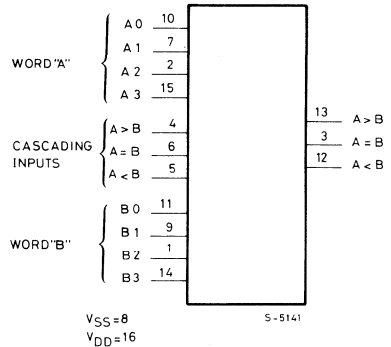 A0 10
A1 7
WORD"A"
A2 2
A3 15
A>B 4
CASCADING INPUTS
A=B 6
A<B 5
13 A>B
3 A=B
12 A<B
B0 11
B1 9
WORD"B"
B2 1
B3 14
VSS=8
VDD=16
S-5141